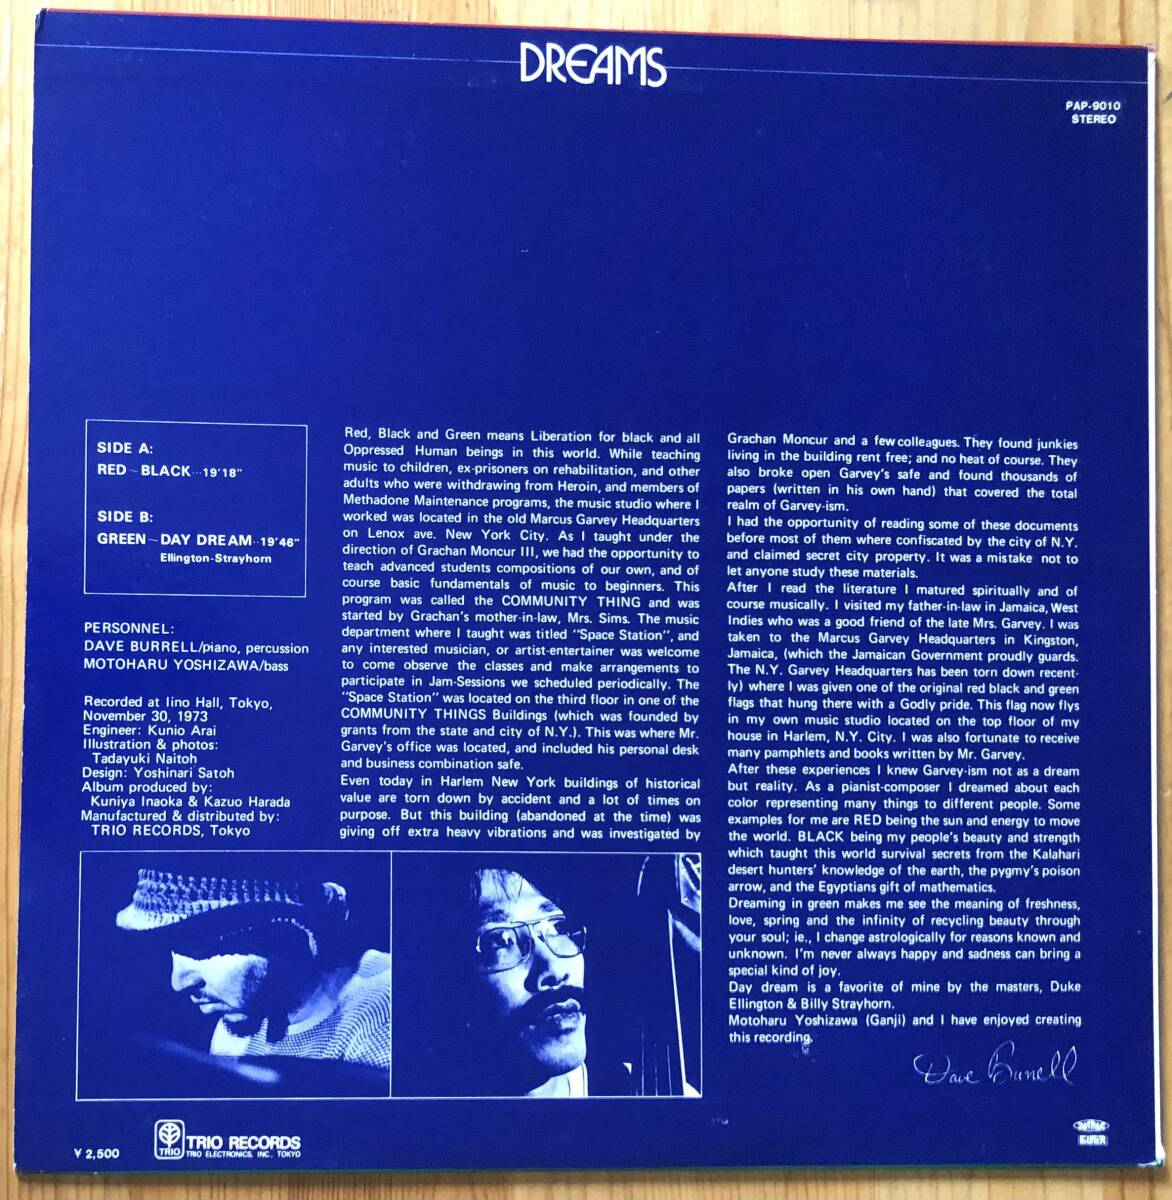 DREAMS
PAP-9010
STEREO
SIDE A:
RED~BLACK···19'18"
SIDE B:
GREEN~DAY DREAM··19'46"
Ellington-Strayhorn
PERSONNEL:
DAVE BURRELL/piano, percussion
MOTOHARU YOSHIZAWA/bass
Recorded at Iino Hall, Tokyo,
November 30, 1973
Engineer: Kunio Arai
Illustration & photos:
Tadayuki Naitoh
Design: Yoshinari Satoh
Album produced by:
Kuniya Inaoka & Kazuo Harada
Manufactured & distributed by:
TRIO RECORDS, Tokyo
Red, Black and Green means Liberation for black and all
Oppressed Human beings in this world. While teaching
music to children, ex-prisoners on rehabilitation, and other
adults who were withdrawing from Heroin, and members of
Methadone Maintenance programs, the music studio where I
worked was located in the old Marcus Garvey Headquarters
on Lenox ave. New York City. As I taught under the
direction of Grachan Moncur III, we had the opportunity to
teach advanced students compositions of our own, and of
course basic fundamentals of music to beginners. This
program was called the COMMUNITY THING and was
started by Grachan's mother-in-law, Mrs. Sims. The music
department where I taught was titled "Space Station", and
any interested musician, or artist-entertainer was welcome
to come observe the classes and make arrangements to
participate in Jam-Sessions we scheduled periodically. The
"Space Station" was located on the third floor in one of the
COMMUNITY THINGS Buildings (which was founded by
grants from the state and city of N.Y.). This was where Mr.
Garvey's office was located, and included his personal desk
and business combination safe.
Even today in Harlem New York buildings of historical
value are torn down by accident and a lot of times on
purpose. But this building (abandoned at the time) was
giving off extra heavy vibrations and was investigated by
Grachan Moncur and a few colleagues. They found junkies
living in the building rent free; and no heat of course. They
also broke open Garvey's safe and found thousands of
papers (written in his own hand) that covered the total
realm of Garvey-ism.
I had the opportunity of reading some of these documents
before most of them where confiscated by the city of N.Y.
and claimed secret city property. It was a mistake not to
let anyone study these materials.
After I read the literature I matured spiritually and of
course musically. I visited my father-in-law in Jamaica, West
Indies who was a good friend of the late Mrs. Garvey. I was
taken to the Marcus Garvey Headquarters in Kingston,
Jamaica, (which the Jamaican Government proudly guards.
The N.Y. Garvey Headquarters has been torn down recent-
ly) where I was given one of the original red black and green
flags that hung there with a Godly pride. This flag now flys
in my own music studio located on the top floor of my
house in Harlem, N.Y. City. I was also fortunate to receive
many pamphlets and books written by Mr. Garvey.
After these experiences I knew Garvey-ism not as a dream
but reality. As a pianist-composer I dreamed about each
color representing many things to different people. Some
examples for me are RED being the sun and energy to move
the world. BLACK being my people's beauty and strength
which taught this world survival secrets from the Kalahari
desert hunters' knowledge of the earth, the pygmy's poison
arrow, and the Egyptians gift of mathematics.
Dreaming in green makes me see the meaning of freshness,
love, spring and the infinity of recycling beauty through
your soul; ie., I change astrologically for reasons known and
unknown. I'm never always happy and sadness can bring a
special kind of joy.
Day dream is a favorite of mine by the masters, Duke
Ellington & Billy Strayhorn.
Motoharu Yoshizawa (Ganji) and I have enjoyed creating
this recording.
Dave Burrell
¥ 2,500
TRIO
TRIO RECORDS
TRIO ELECTRONICS, INC., TOKYO